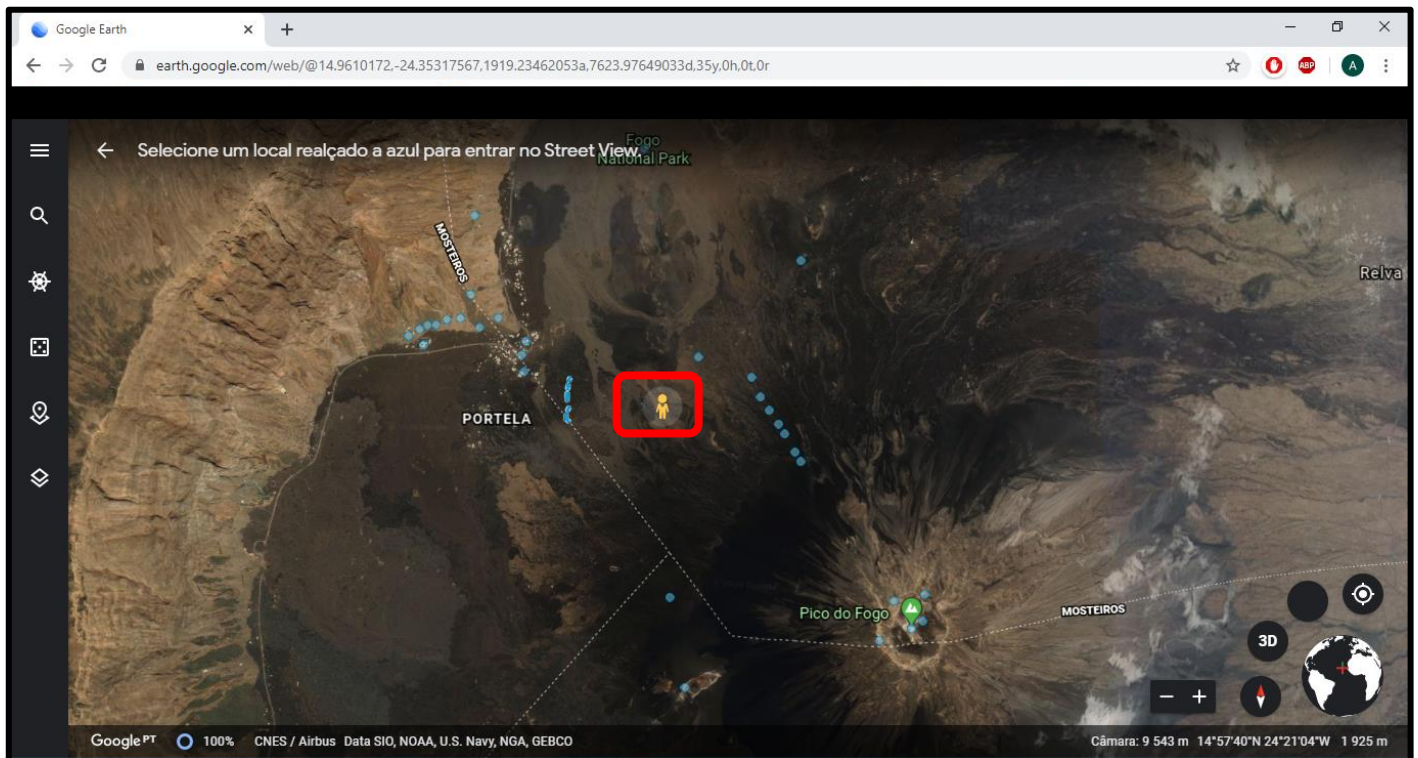 Google Earth
earth.google.com/web/@14.9610172,-24.35317567,1919.23462053a,7623.97649033d,35y,0h,0t,0r
ABP
A
Selecione um local realçado a azul para entrar no Street View.
Fogo
National Park
MOSTEIROS
Relva
PORTELA
Pico do Fogo
MOSTEIROS
3D
Google PT 100% CNES / Airbus Data SIO, NOAA, U.S. Navy, NGA, GEBCO
Câmara: 9 543 m 14°57'40"N 24°21'04"W 1 925 m